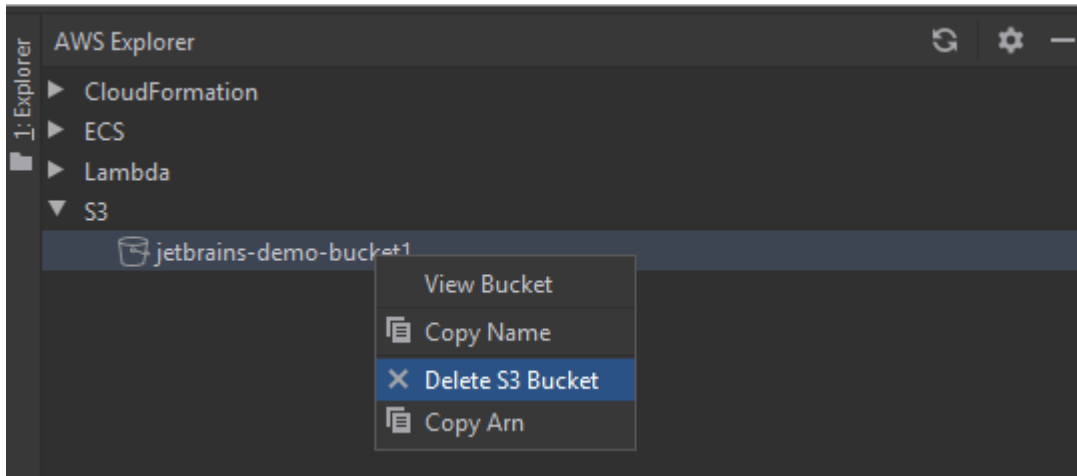 1: Explorer
AWS Explorer
CloudFormation
ECS
Lambda
S3
jetbrains-demo-bucket1
View Bucket
Copy Name
Delete S3 Bucket
Copy Arn